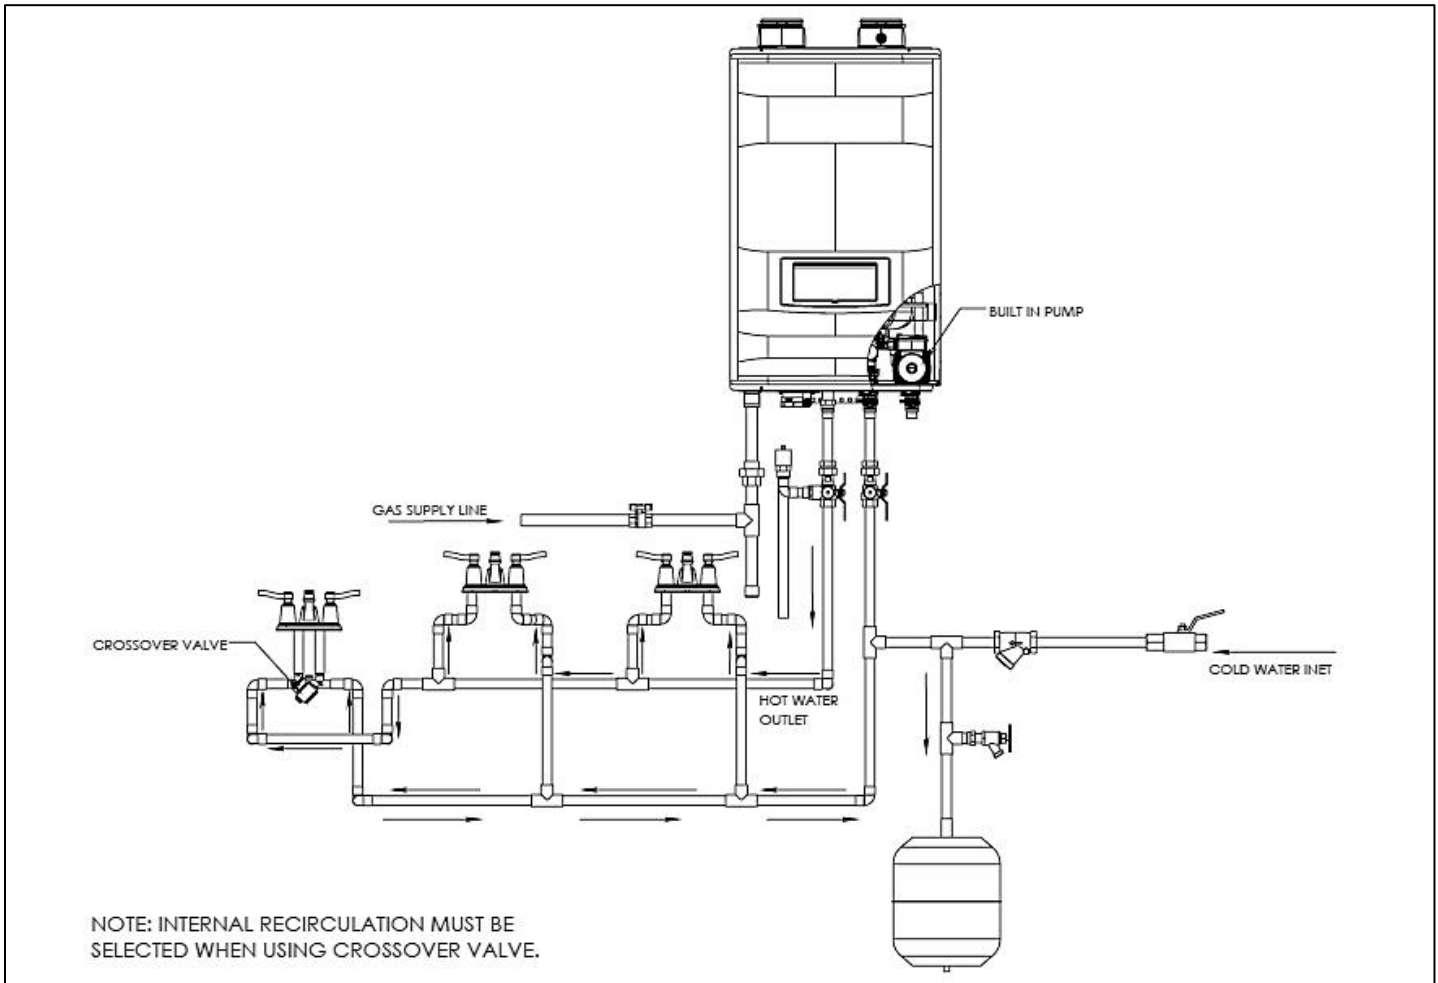 BUILT IN PUMP
GAS SUPPLY LINE
CROSSOVER VALVE
COLD WATER INET
HOT WATER
OUTLET
NOTE: INTERNAL RECIRCULATION MUST BE
SELECTED WHEN USING CROSSOVER VALVE.